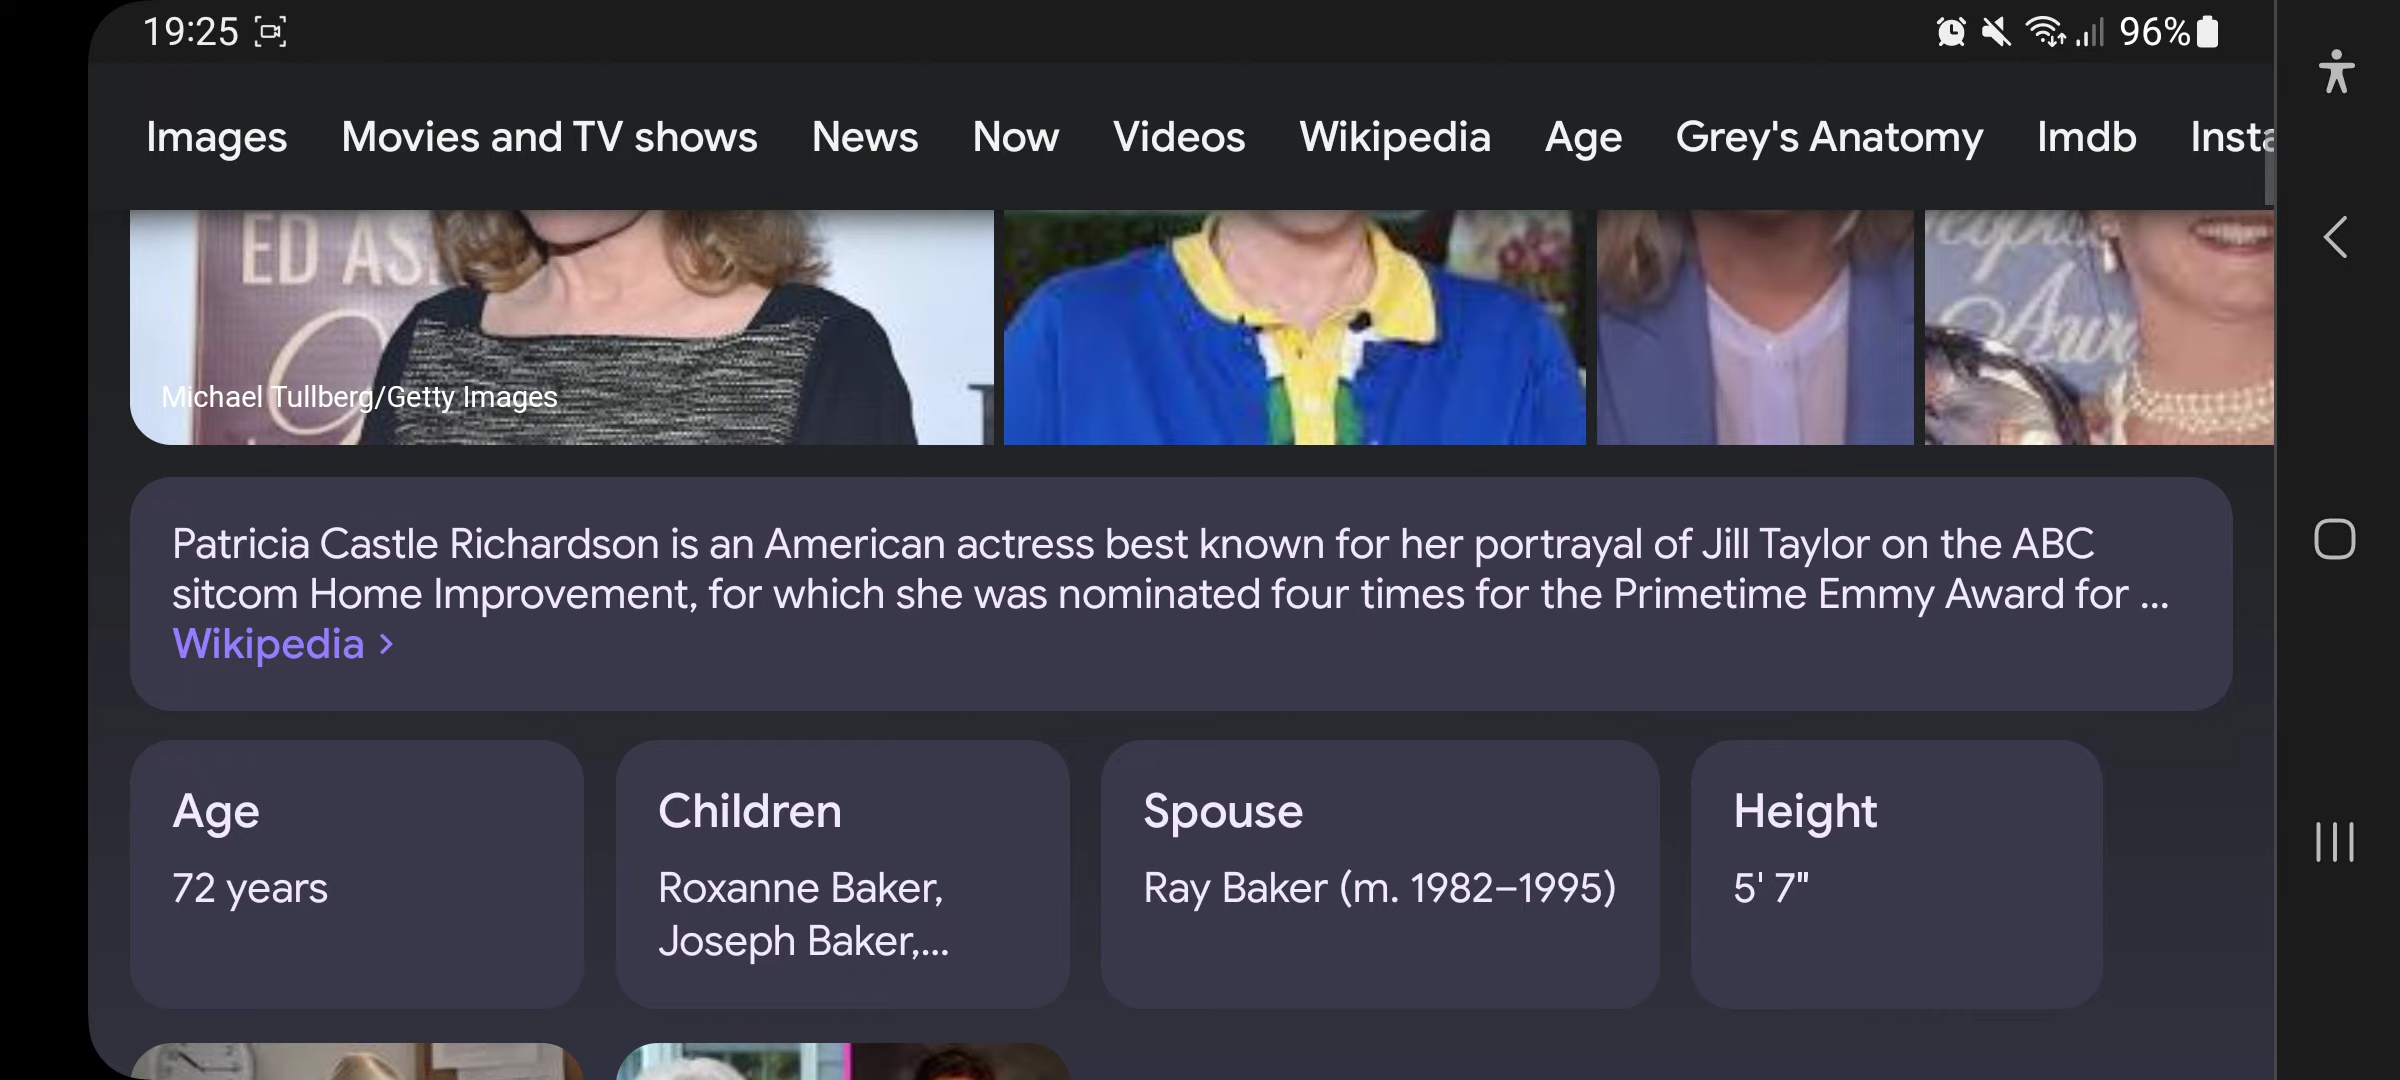 19:25 96%
Images Movies and TV shows News Now Videos Wikipedia Age Grey's Anatomy Imdb Insta
ED AS
Michael Tullberg/Getty Images
Patricia Castle Richardson is an American actress best known for her portrayal of Jill Taylor on the ABC
sitcom Home Improvement, for which she was nominated four times for the Primetime Emmy Award for ...
Wikipedia >
Age
72 years
Children
Roxanne Baker,
Joseph Baker,...
Spouse
Ray Baker (m. 1982–1995)
Height
5' 7"